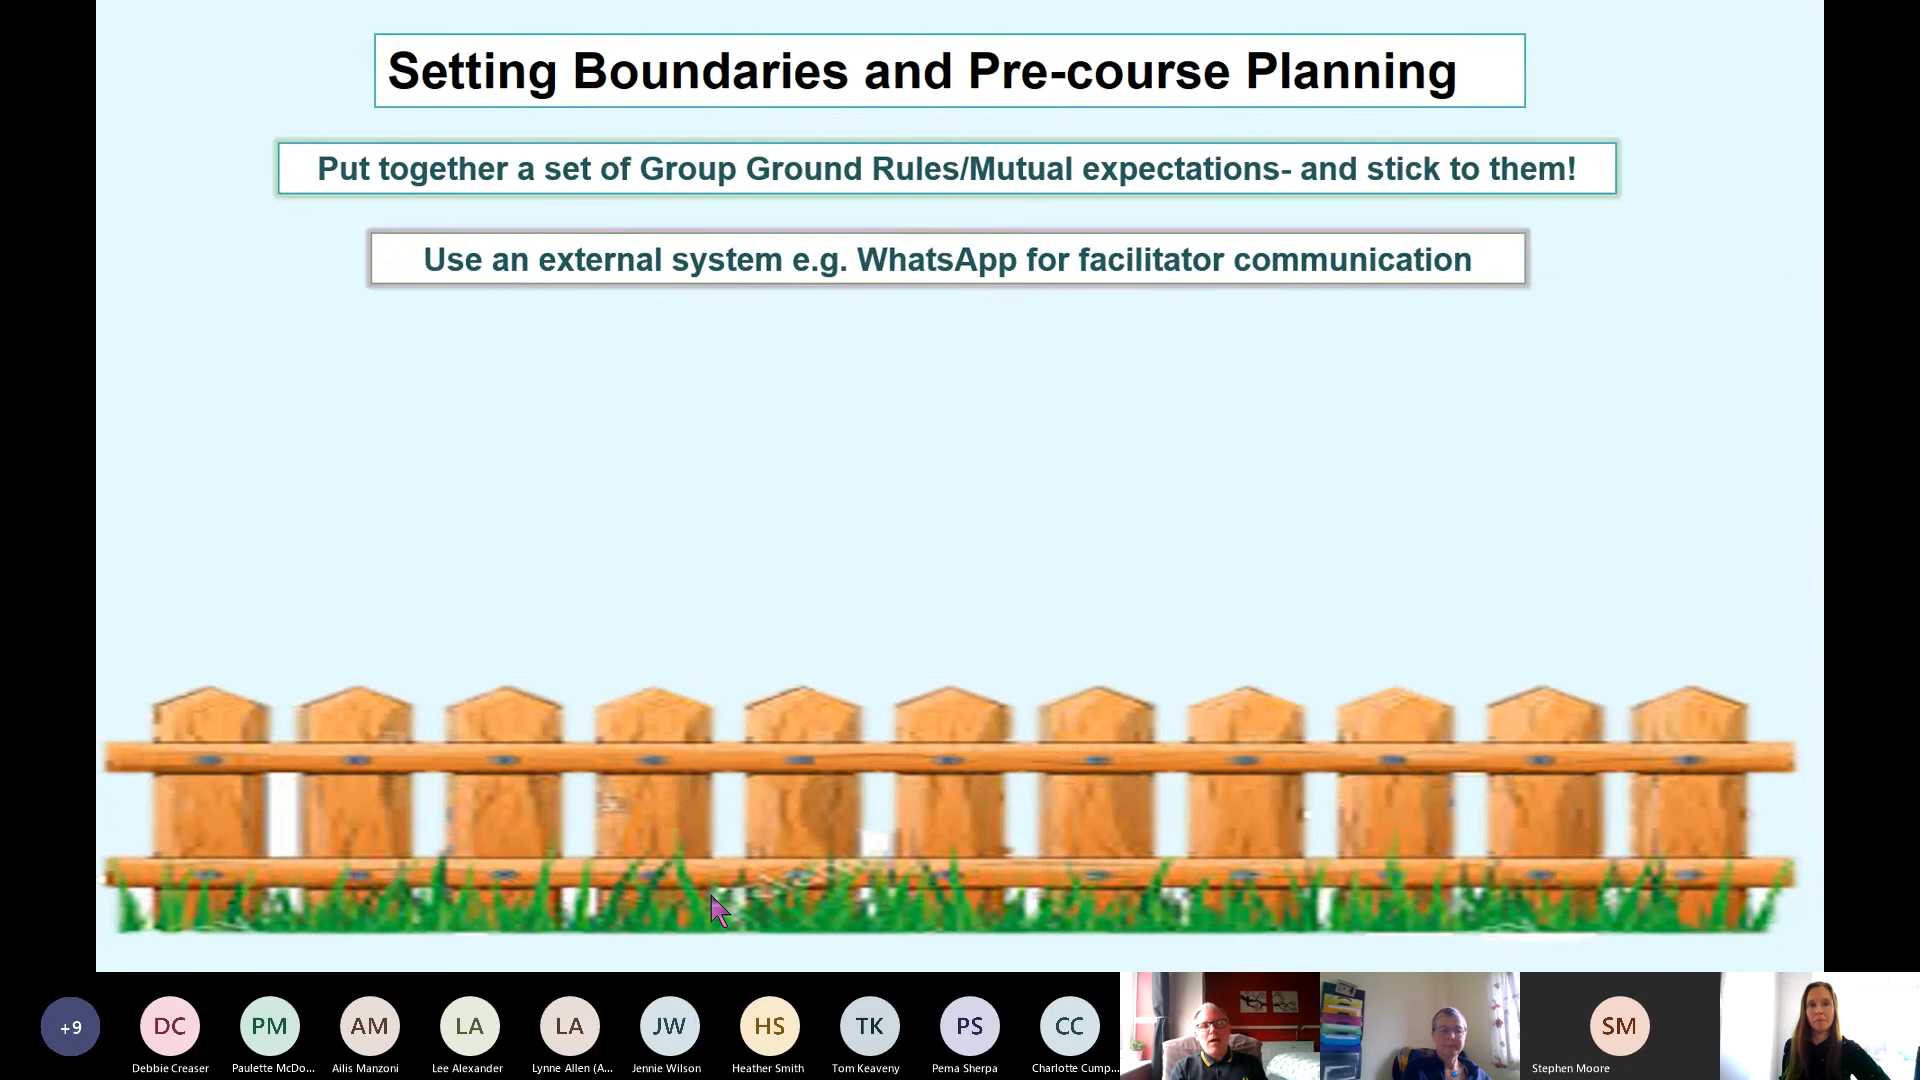 Setting Boundaries and Pre-course Planning
Put together a set of Group Ground Rules/Mutual expectations- and stick to them!
Use an external system e.g. WhatsApp for facilitator communication
+9
DC
PM
AM
LA
LA
JW
HS
TK
PS
CC
SM
Debbie Creaser
Paulette McDo...
Ailis Manzoni
Lee Alexander
Lynne Allen (A...
Jennie Wilson
Heather Smith
Tom Keaveny
Pema Sherpa
Charlotte Cump...
Stephen Moore